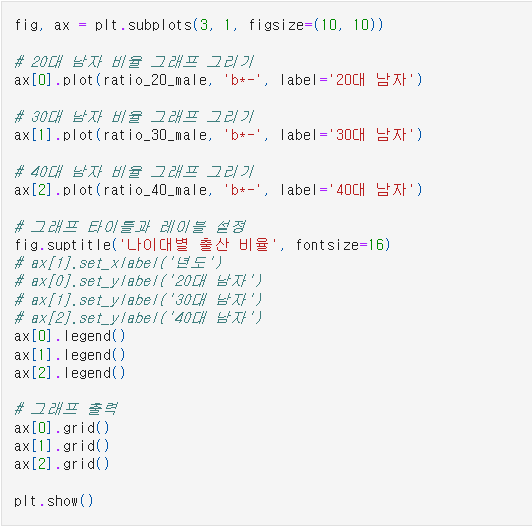 fig, ax = plt.subplots(3, 1, figsize=(10, 10))
# 20대 남자 비율 그래프 그리기
ax[0].plot(ratio_20_male, 'b*-', label='20대 남자')
# 30대 남자 비율 그래프 그리기
ax[1].plot(ratio_30_male, 'b*-', label='30대 남자')
# 40대 남자 비율 그래프 그리기
ax[2].plot(ratio_40_male, 'b*-', label='40대 남자')
# 그래프 타이틀과 레이블 설정
fig.suptitle('나이대별 출산 비율', fontsize=16)
# ax[1].set_xlabel('년도')
# ax[0].set_ylabel('20대 남자')
# ax[1].set_ylabel('30대 남자')
# ax[2].set_ylabel('40대 남자')
ax[0].legend()
ax[1].legend()
ax[2].legend()
# 그래프 출력
ax[0].grid()
ax[1].grid()
ax[2].grid()
plt.show()